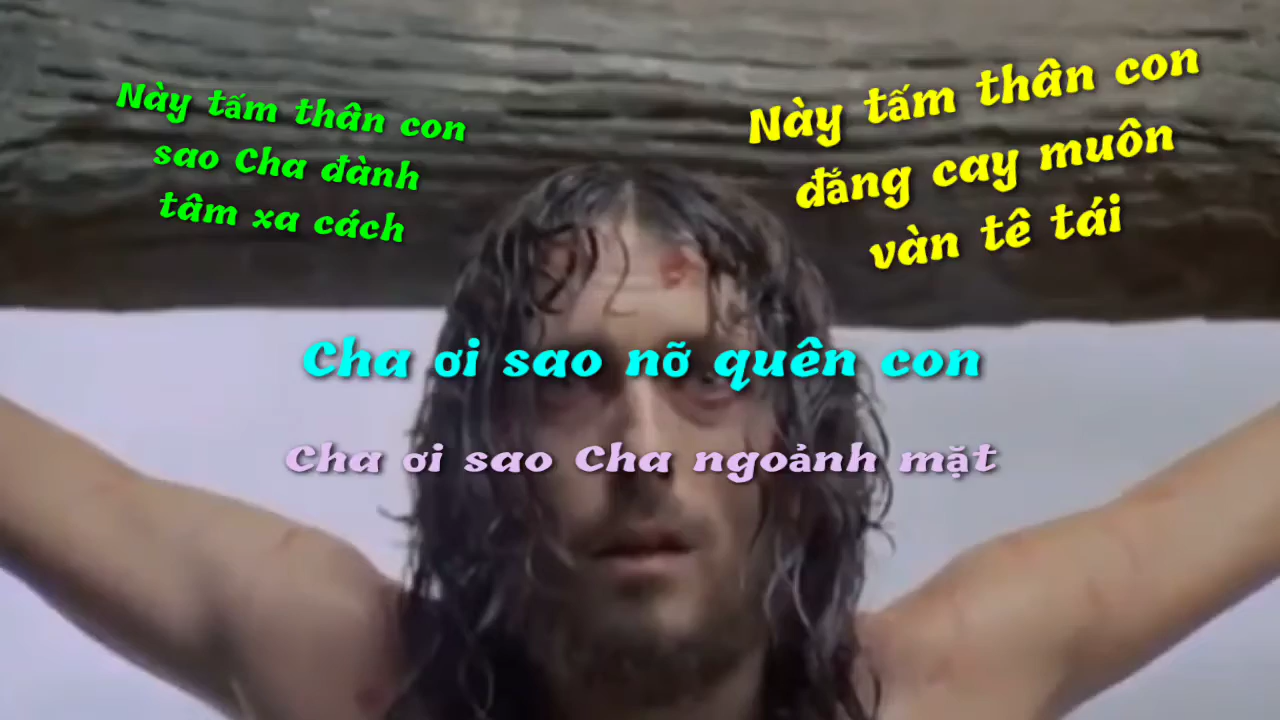 Này tấm thân con
sao Cha đành
tâm xa cách
Này tấm thân con
đắng cay muôn
vàn tê tái
Cha ơi sao nỡ quên con
Cha ơi sao Cha ngoảnh mặt